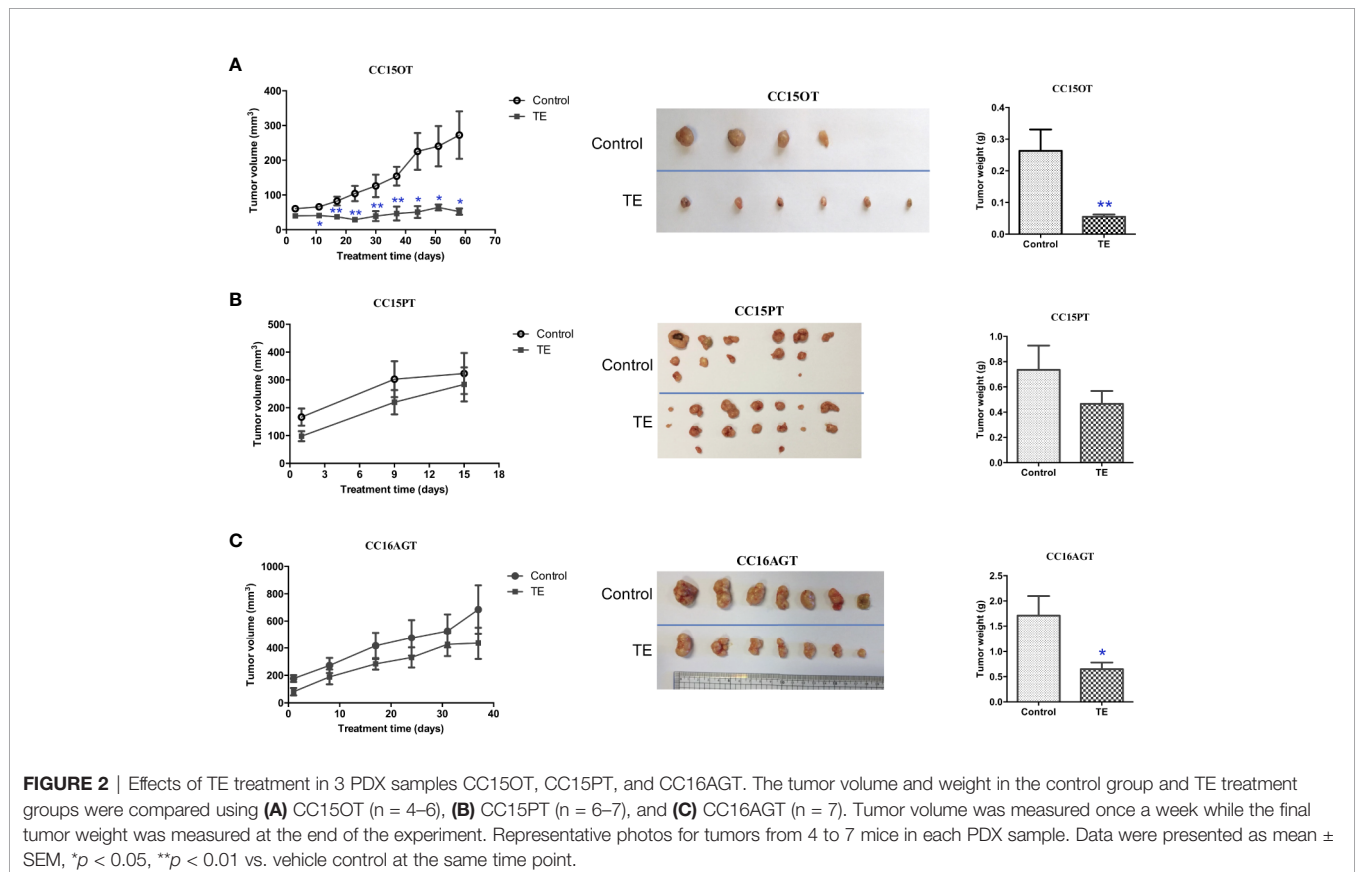 A
CC15OT
Tumor volume (mm³)
400
300
200
100
0
0 10 20 30 40 50 60 70
Treatment time (days)
Control
TE
*
**
**
**
**
*
*
*
CC15OT
Control
TE
CC15OT
Tumor weight (g)
0.4
0.3
0.2
0.1
0.0
**
Control TE
B
CC15PT
Tumor volume (mm³)
500
400
300
200
100
0
0 3 6 9 12 15 18
Treatment time (days)
Control
TE
CC15PT
Control
TE
CC15PT
Tumor weight (g)
1.0
0.8
0.6
0.4
0.2
0.0
Control TE
C
CC16AGT
Tumor volume (mm³)
1000
800
600
400
200
0
0 10 20 30 40
Treatment time (days)
Control
TE
CC16AGT
Control
TE
CC16AGT
Tumor weight (g)
2.5
2.0
1.5
1.0
0.5
0.0
*
Control TE
FIGURE 2 | Effects of TE treatment in 3 PDX samples CC15OT, CC15PT, and CC16AGT. The tumor volume and weight in the control group and TE treatment
groups were compared using (A) CC15OT (n = 4–6), (B) CC15PT (n = 6–7), and (C) CC16AGT (n = 7). Tumor volume was measured once a week while the final
tumor weight was measured at the end of the experiment. Representative photos for tumors from 4 to 7 mice in each PDX sample. Data were presented as mean ±
SEM, *p < 0.05, **p < 0.01 vs. vehicle control at the same time point.